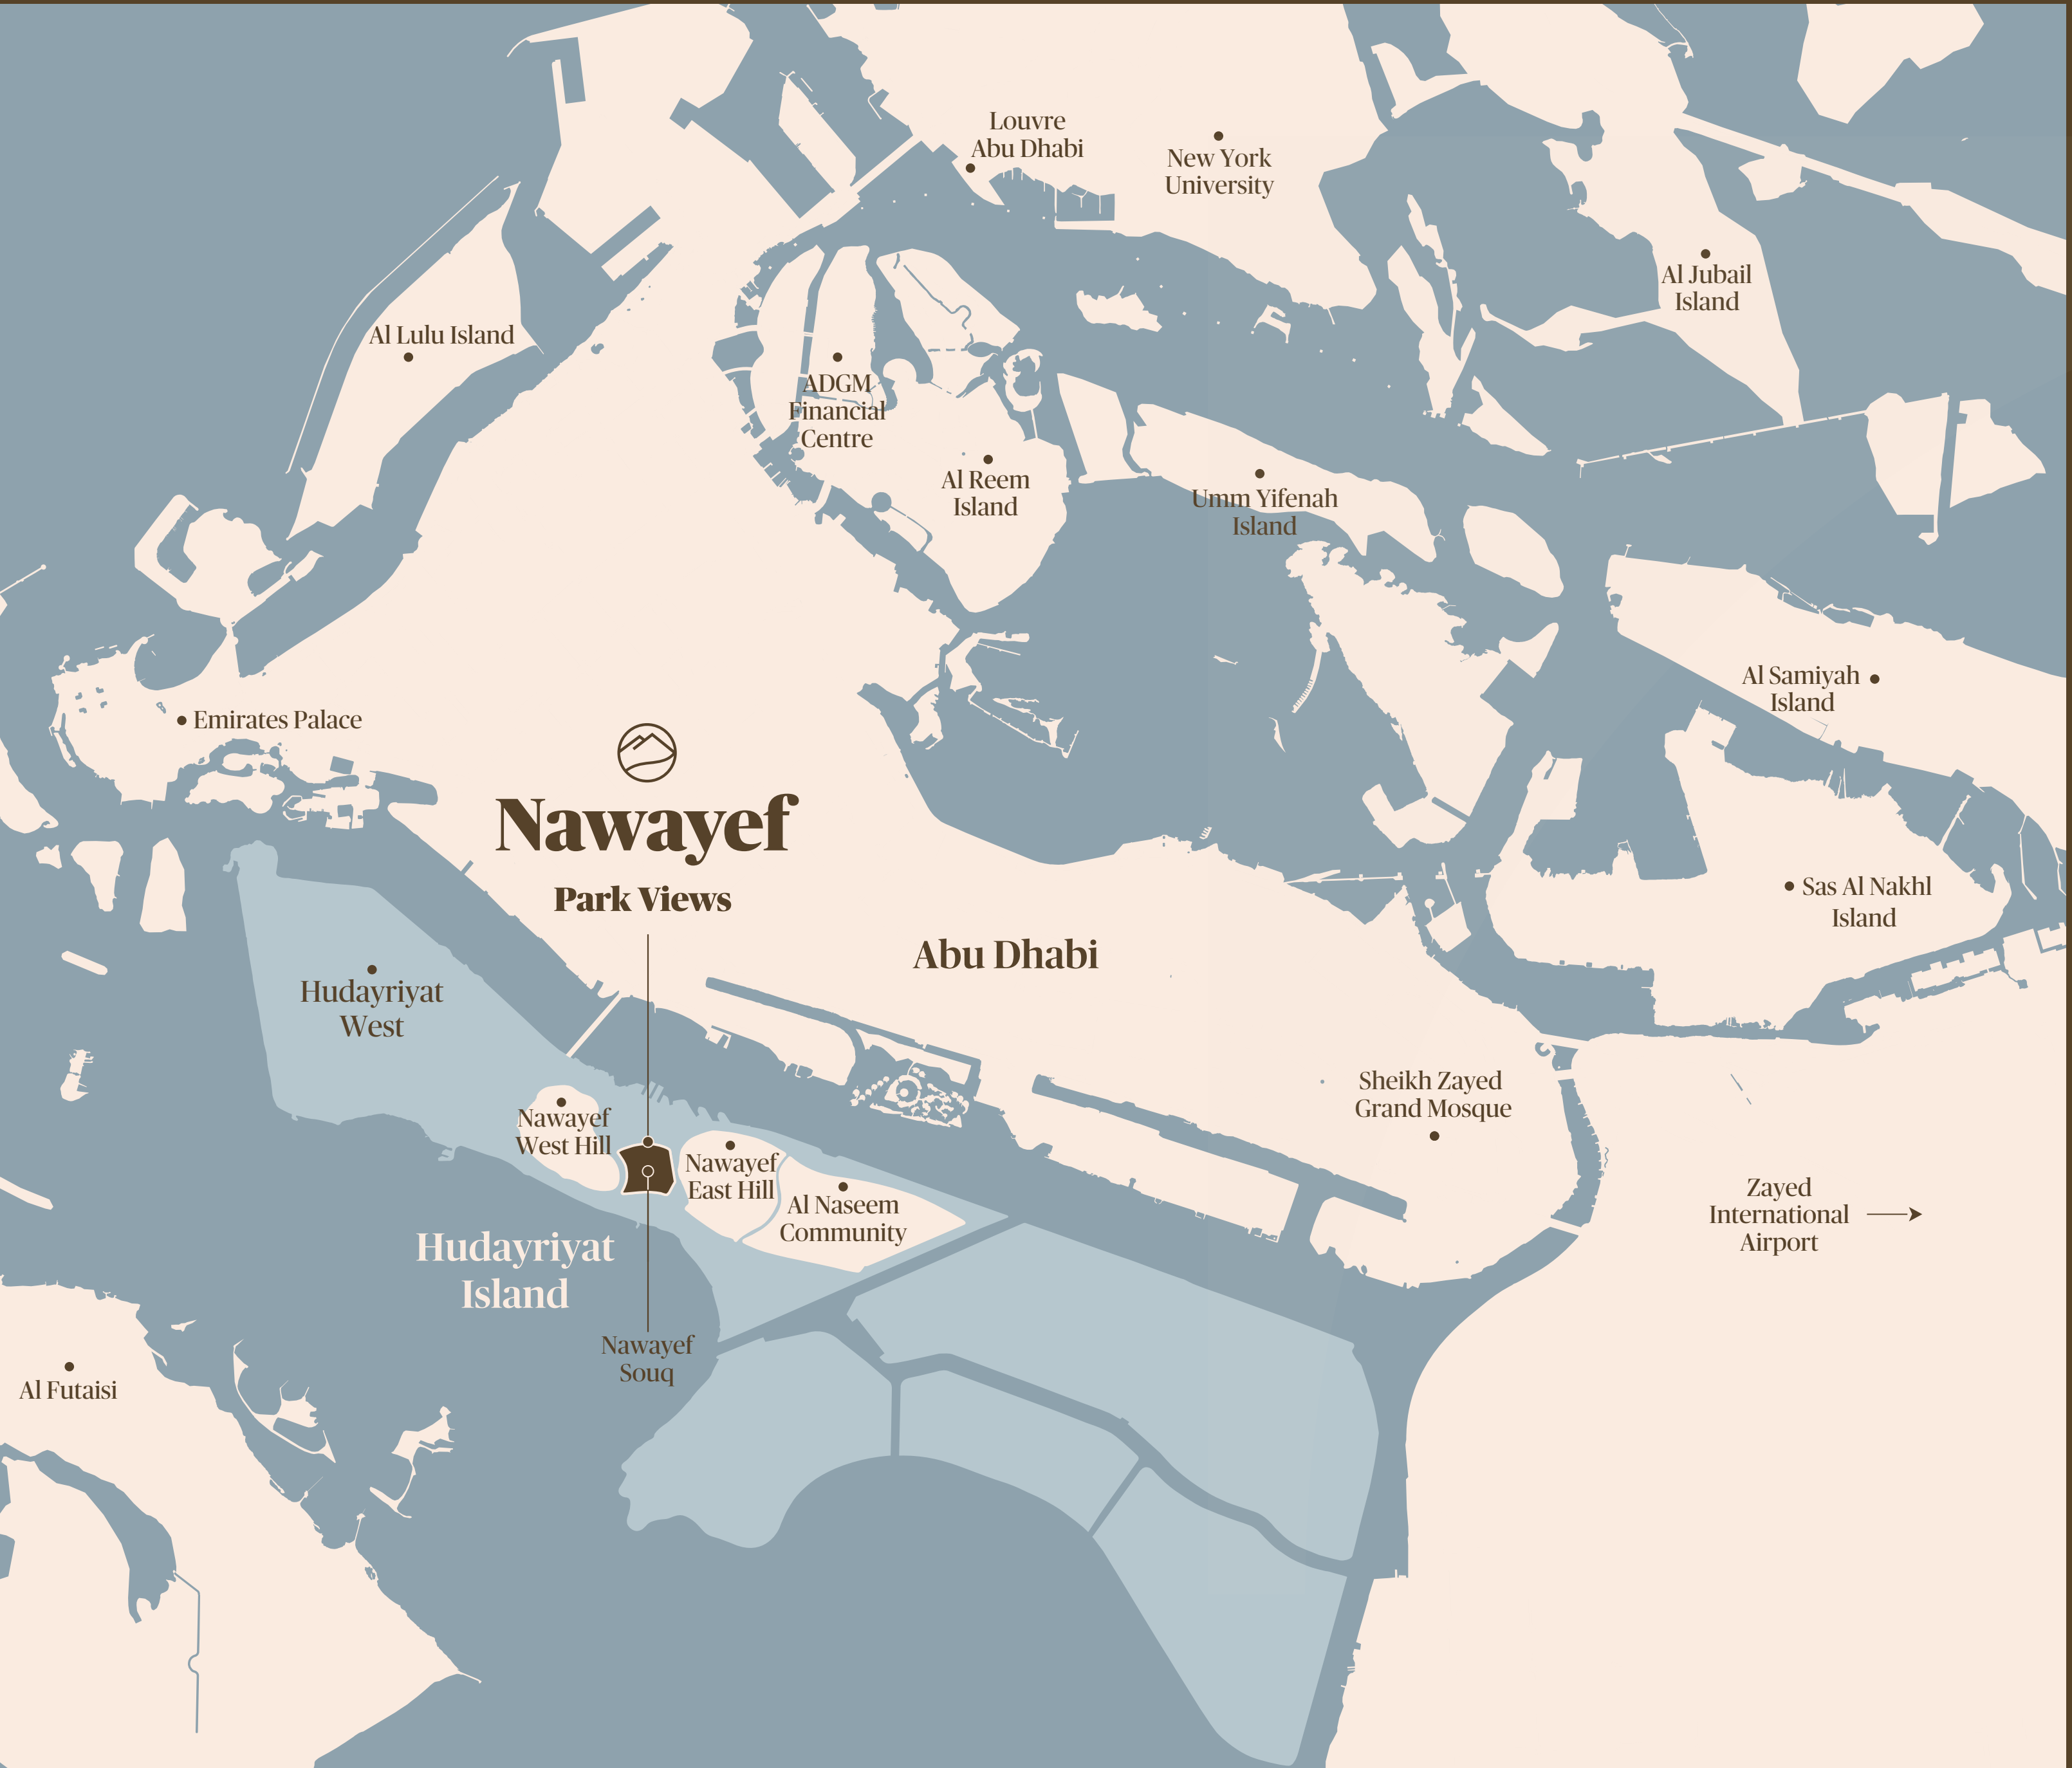 Louvre
Abu Dhabi
New York
University
Al Jubail
Island
Al Lulu Island
ADGM
Financial
Centre
Al Reem
Island
Umm Yifenah
Island
Al Samiyah
Island
Emirates Palace
Nawayef
Park Views
Sas Al Nakhl
Island
Abu Dhabi
Hudayriyat
West
Sheikh Zayed
Grand Mosque
Nawayef
West Hill
Nawayef
East Hill
Al Naseem
Community
Zayed
International
Airport
Hudayriyat
Island
Nawayef
Souq
Al Futaisi